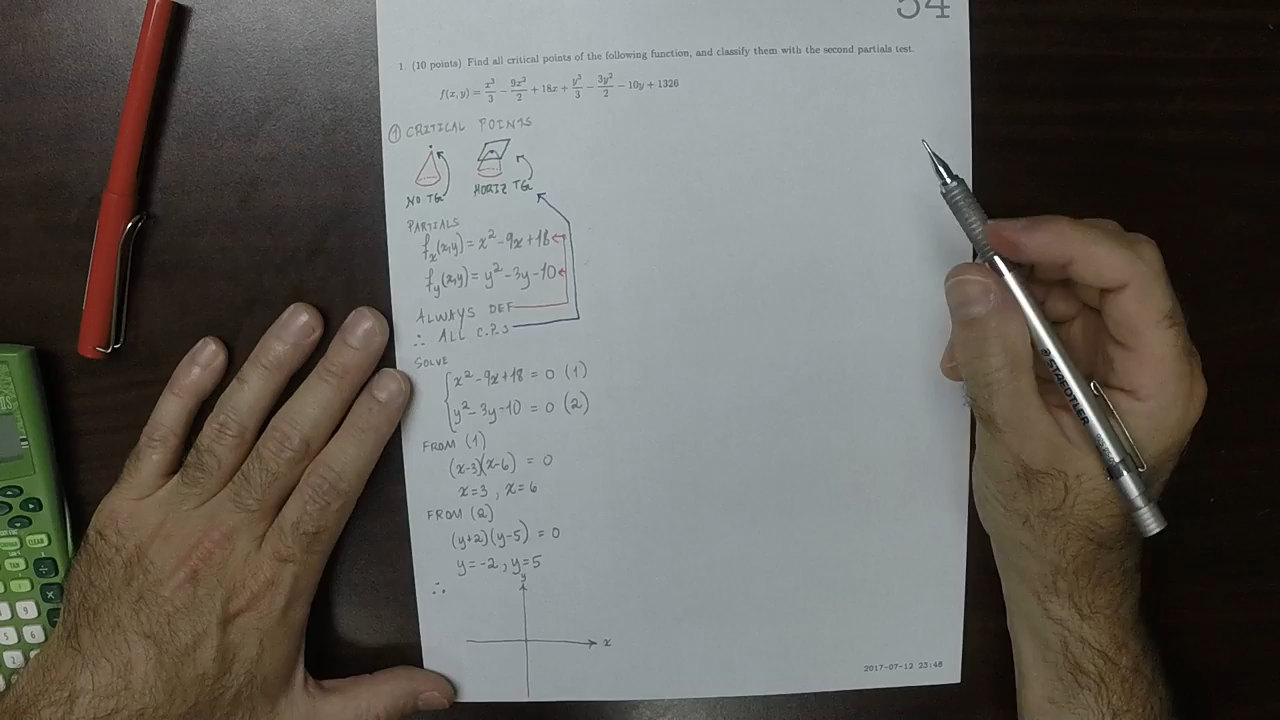 54
1. (10 points) Find all critical points of the following function, and classify them with the second partials test.
f(x, y) = x³/3 − 9x²/2 + 18x + y³/3 − 3y²/2 − 10y + 1326
① CRITICAL POINTS
NO TG HORIZ TG
PARTIALS
fx(x,y) = x² - 9x + 18
fy(x,y) = y² - 3y - 10
ALWAYS DEF
∴ ALL C.P.S
SOLVE
x² - 9x + 18 = 0 (1)
y² - 3y - 10 = 0 (2)
FROM (1)
(x-3)(x-6) = 0
x=3, x=6
FROM (2)
(y+2)(y-5) = 0
y=-2, y=5
∴
y
x
2017-07-12 23:48
STAEDTLER
CLEAR